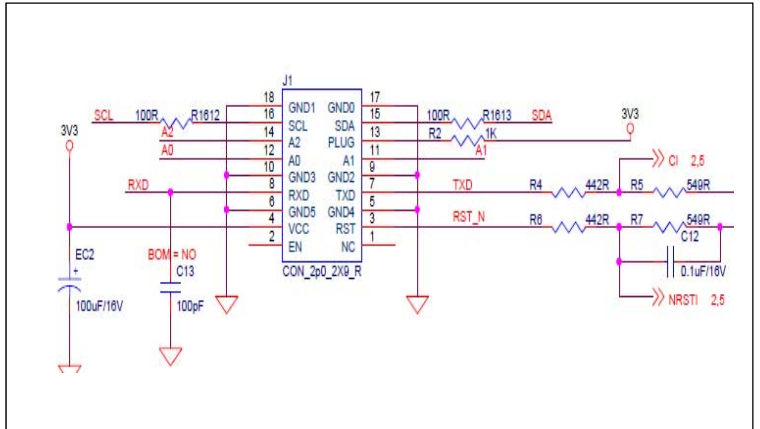 J1
18 GND1 GND0 17
SCL 100R R1612 16 SCL SDA 15 100R R1613 SDA
3V3 A2 14 A2 PLUG 13 R2 1K 3V3
A0 12 A0 A1 11 A1
10 GND3 GND2 9 CI 2,5
RXD 8 RXD TXD 7 TXD R4 442R R5 549R
6 GND5 GND4 5
4 VCC RST 3 RST_N R6 442R R7 549R
2 EN NC 1 C12
EC2 BOM = NO CON_2p0_2X9_R
+ C13 0.1uF/16V
100uF/16V 100pF NRSTI 2,5